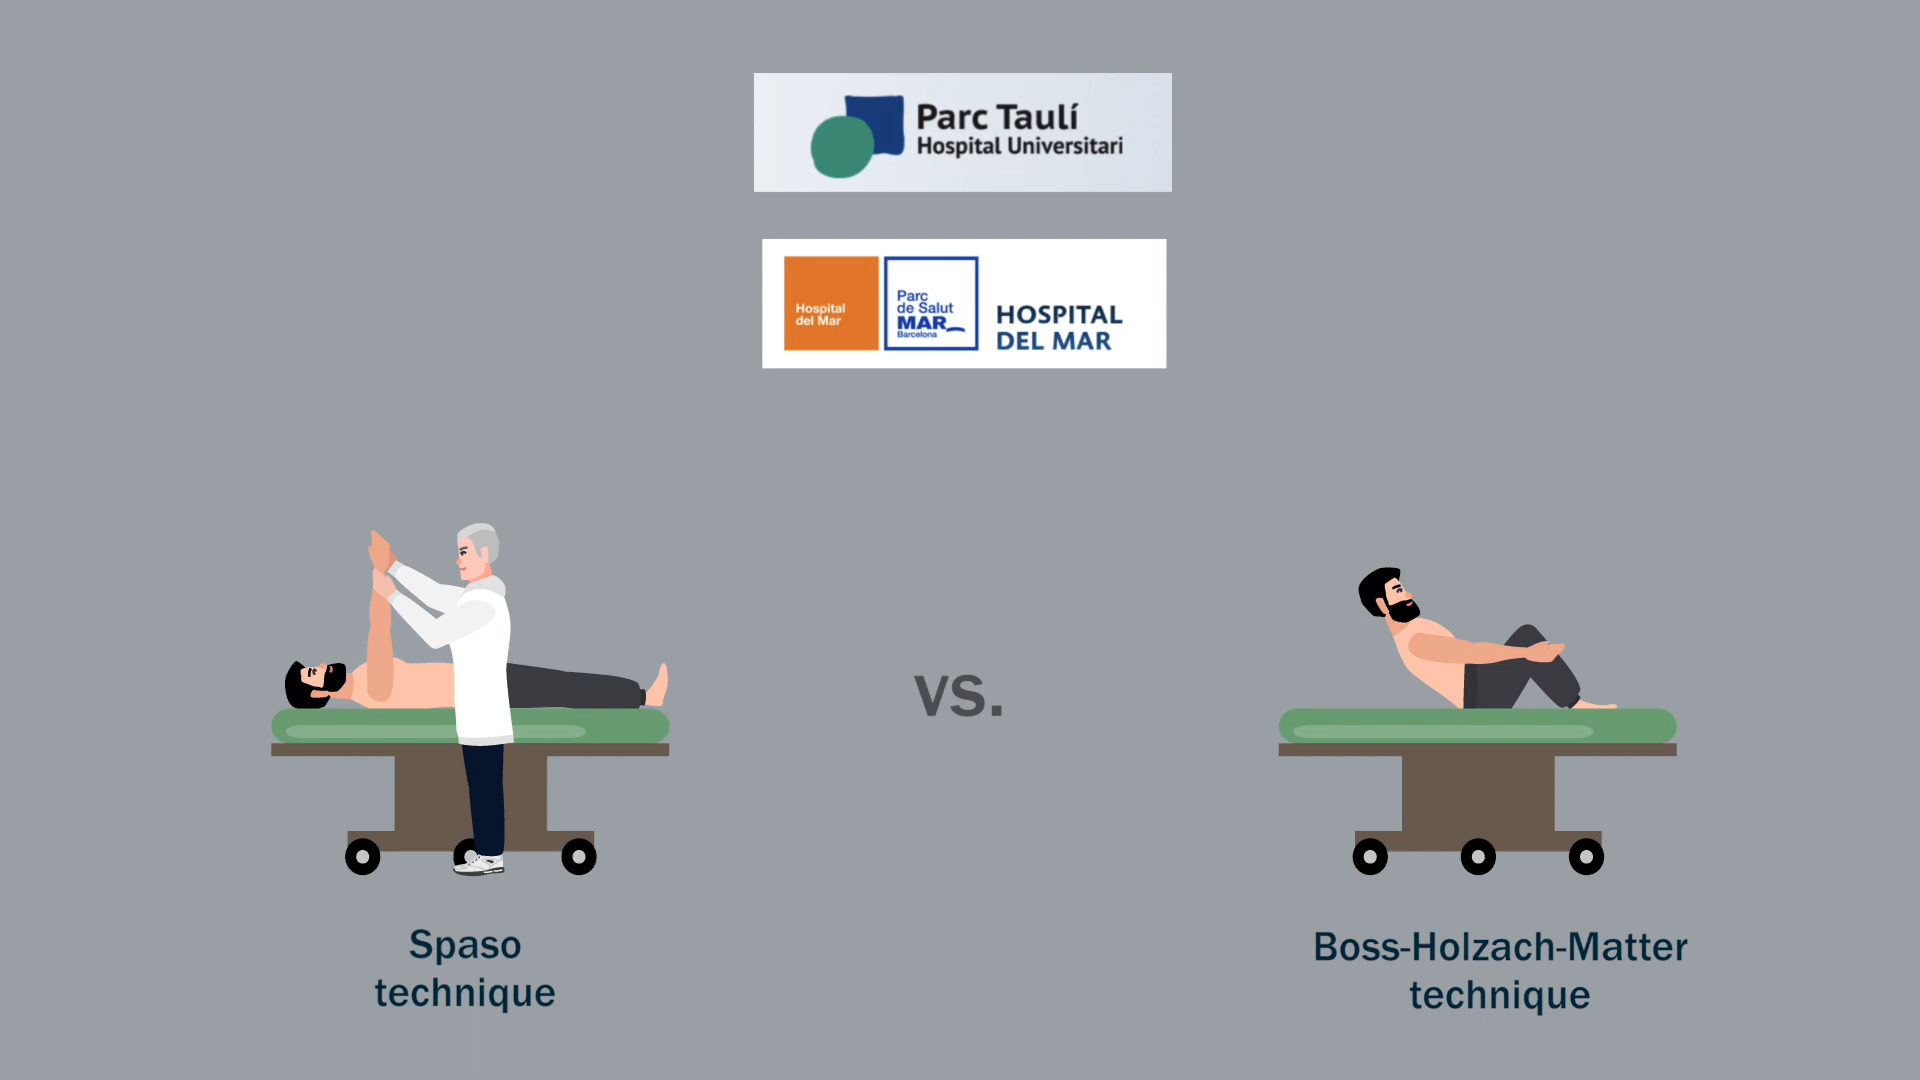 Parc Taulí
Hospital Universitari
Hospital
del Mar
Parc
de Salut
MAR
Barcelona
HOSPITAL
DEL MAR
vs.
Spaso
technique
Boss-Holzach-Matter
technique